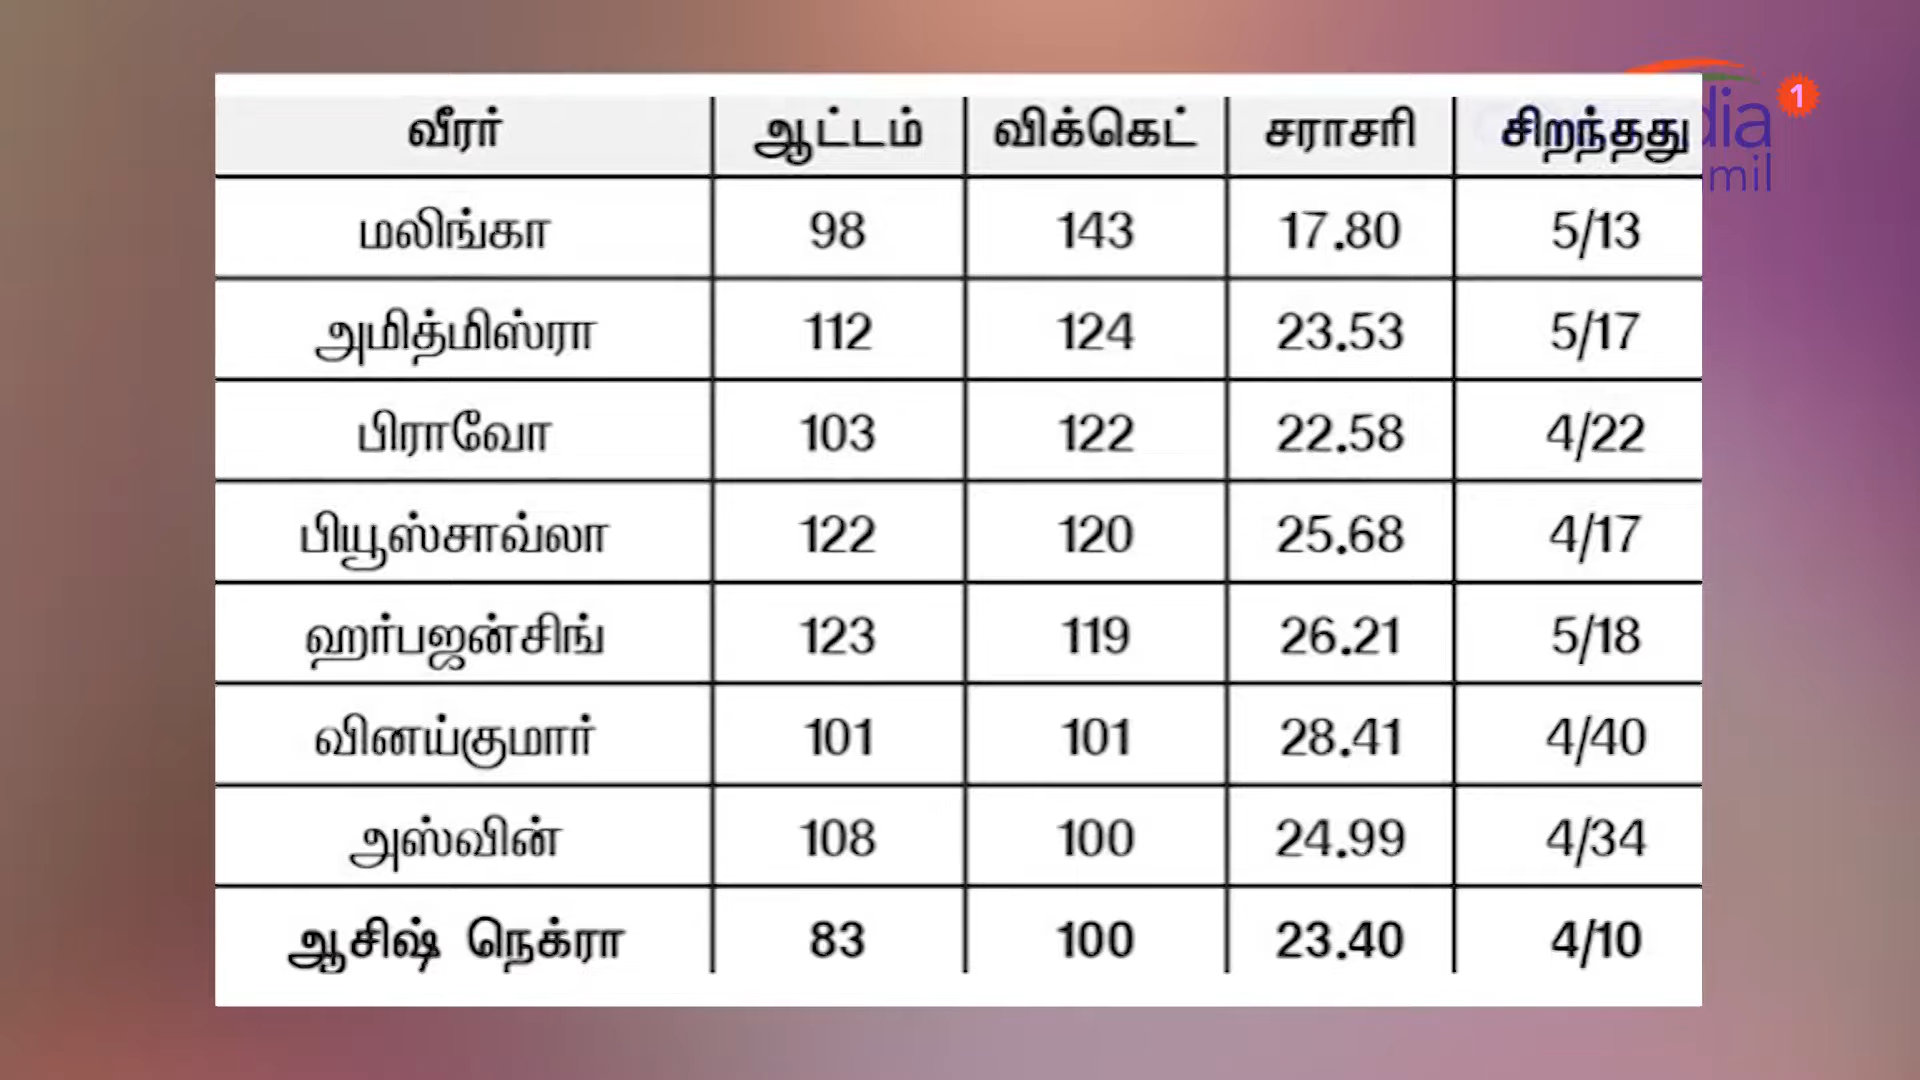 வீரர் ஆட்டம் விக்கெட் சராசரி சிறந்தது
மலிங்கா 98 143 17.80 5/13
அமித்மிஸ்ரா 112 124 23.53 5/17
பிராவோ 103 122 22.58 4/22
பியூஸ்சாவ்லா 122 120 25.68 4/17
ஹர்பஜன்சிங் 123 119 26.21 5/18
வினய்குமார் 101 101 28.41 4/40
அஸ்வின் 108 100 24.99 4/34
ஆசிஷ் நெக்ரா 83 100 23.40 4/10
1